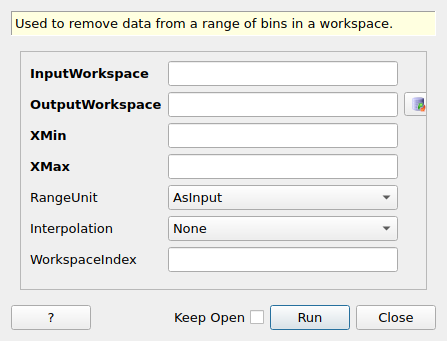 Used to remove data from a range of bins in a workspace.
InputWorkspace
OutputWorkspace
XMin
XMax
RangeUnit AsInput
Interpolation None
WorkspaceIndex
? Keep Open Run Close